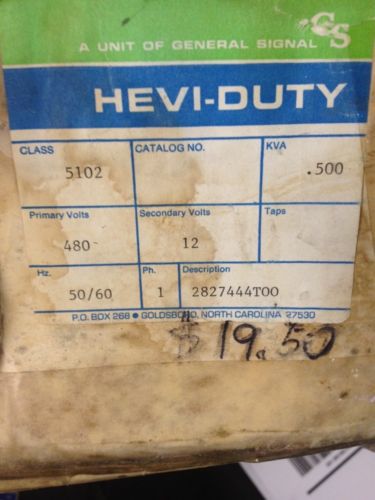 A UNIT OF GENERAL SIGNAL GS
HEVI-DUTY
CLASS CATALOG NO. KVA
5102 .500
Primary Volts Secondary Volts Taps
480 12
Hz. Ph. Description
50/60 1 2827444T00
P.O. BOX 268 • GOLDSBORO, NORTH CAROLINA 27530
$19.50